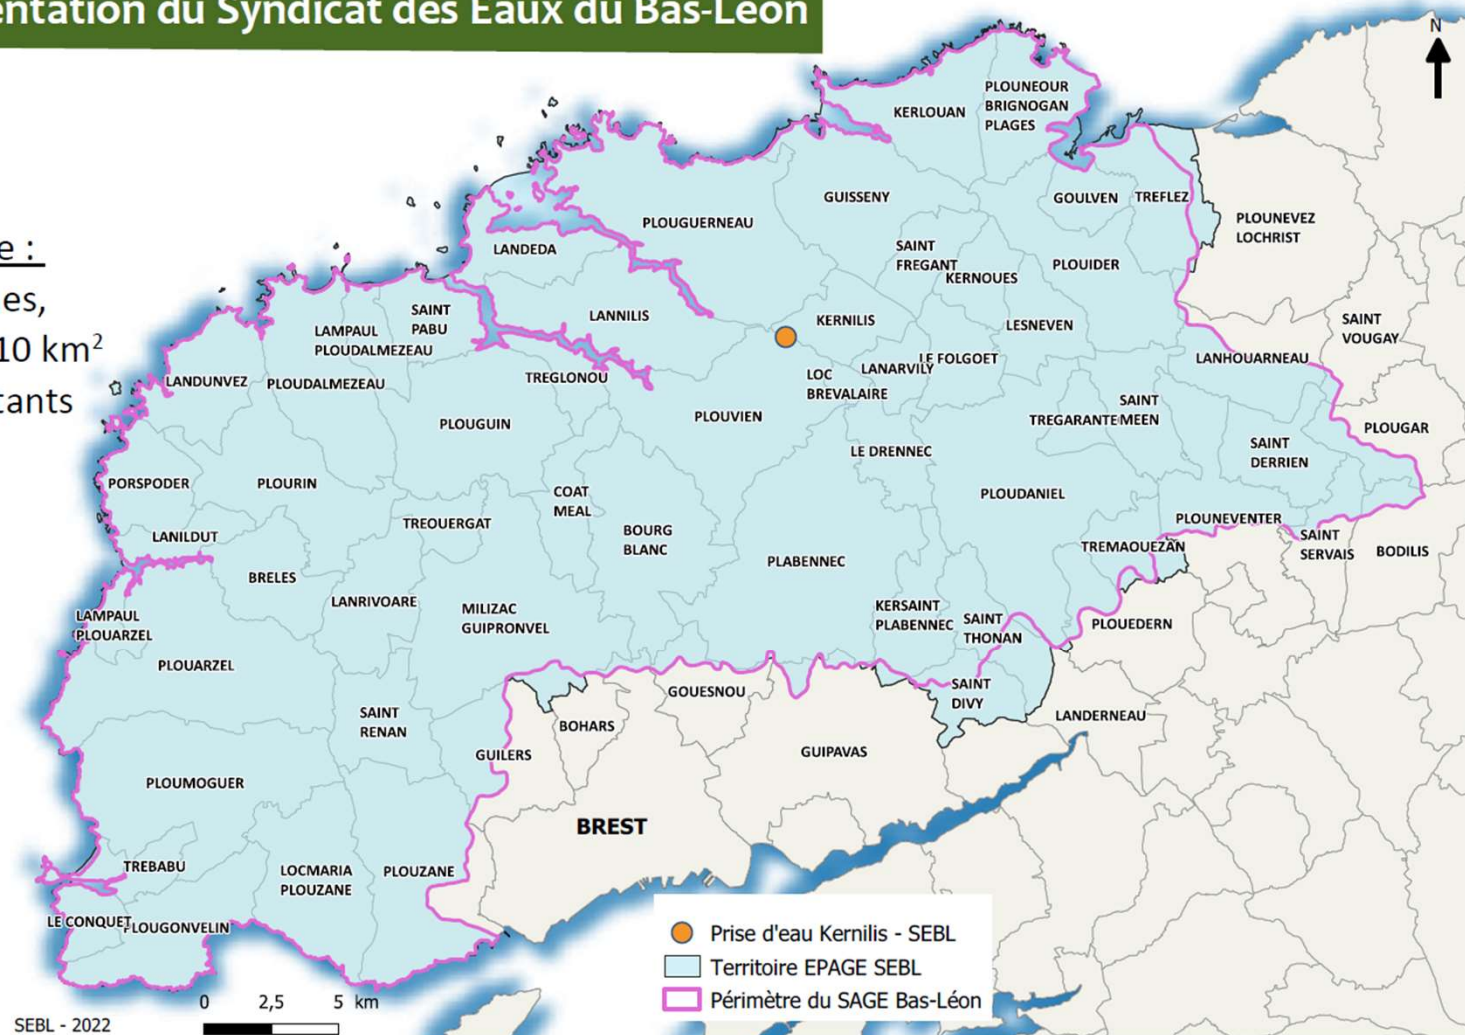 entation du Syndicat des Eaux du Bas-Léon
N
e :
es,
10 km²
tants
KERLOUAN
PLOUNEOUR
BRIGNOGAN
PLAGES
GUISSENY
GOULVEN
TREFLEZ
PLOUNEVEZ
LOCHRIST
PLOUGUERNEAU
LANDEDA
SAINT
FREGANT
KERNOUES
PLOUIDER
LANNILIS
KERNILIS
LESNEVEN
SAINT
VOUGAY
LAMPAUL
PLOUDALMEZEAU
SAINT
PABU
LANHOUARNEAU
LE FOLGOET
LANARVILY
LOC
BREVALAIRE
LANDUNVEZ
PLOUDALMEZEAU
TREGLONOU
PLOUVIEN
PLOUGUIN
TREGARANTE
SAINT
MEEN
PLOUGAR
LE DRENNEC
SAINT
DERRIEN
PORSPODER
PLOURIN
COAT
MEAL
PLOUDANIEL
TREOUERGAT
BOURG
BLANC
PLOUNEVENTER
LANILDUT
SAINT
SERVAIS
BODILIS
TREMAOUEZAN
PLABENNEC
BRELES
LANRIVOARE
MILIZAC
GUIPRONVEL
KERSAINT
PLABENNEC
SAINT
THONAN
PLOUEDERN
LAMPAUL
PLOUARZEL
PLOUARZEL
GOUESNOU
SAINT
DIVY
LANDERNEAU
SAINT
RENAN
BOHARS
GUILERS
GUIPAVAS
PLOUMOGUER
BREST
TREBABU
LOCMARIA
PLOUZANE
PLOUZANE
LE CONQUET
PLOUGONVELIN
Prise d'eau Kernilis - SEBL
Territoire EPAGE SEBL
Périmètre du SAGE Bas-Léon
0 2,5 5 km
SEBL - 2022